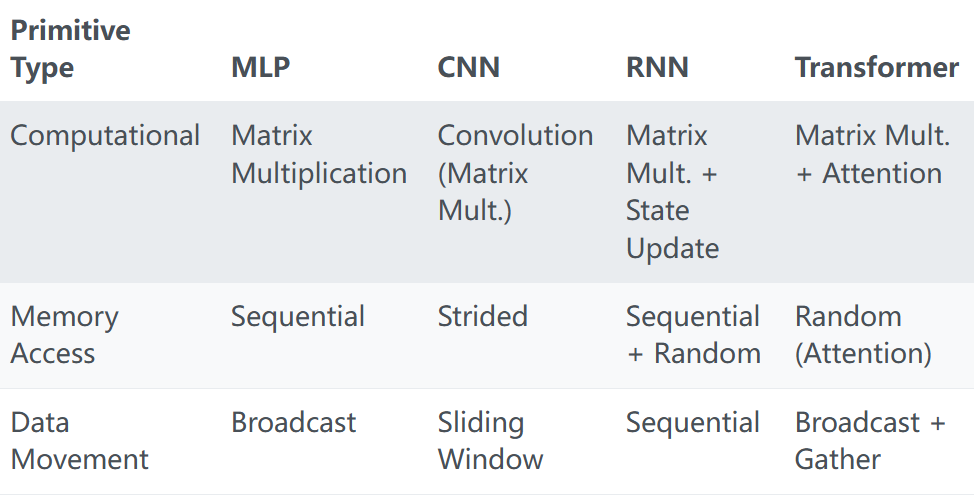 Primitive
Type MLP CNN RNN Transformer
Computational Matrix Convolution Matrix Matrix Mult.
Multiplication (Matrix Mult. + + Attention
Mult.) State
Update
Memory Sequential Strided Sequential Random
Access + Random (Attention)
Data Broadcast Sliding Sequential Broadcast +
Movement Window Gather